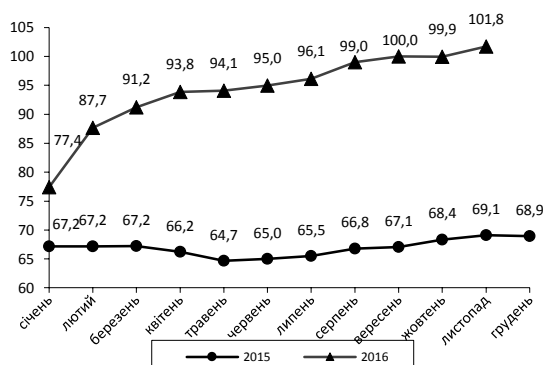 105
100
95
90
85
80
75
70
65
60
77,4
87,7
91,2
93,8
94,1
95,0
96,1
99,0
100,0
99,9
101,8
67,2
67,2
67,2
66,2
64,7
65,0
65,5
66,8
67,1
68,4
69,1
68,9
січень
лютий
березень
квітень
травень
червень
липень
серпень
вересень
жовтень
листопад
грудень
2015
2016